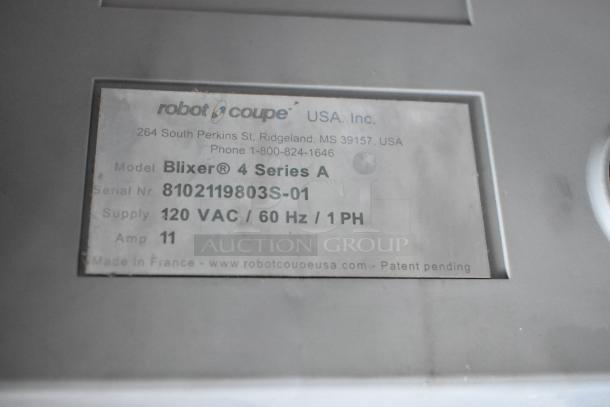 robot coupe® USA, Inc.
264 South Perkins St, Ridgeland, MS 39157, USA
Phone 1-800-824-1646
Model Blixer® 4 Series A
Serial Nr 8102119803S-01
Supply 120 VAC / 60 Hz / 1 PH
Amp 11
AUCTION GROUP
Made in France - www.robotcoupeusa.com - Patent pending